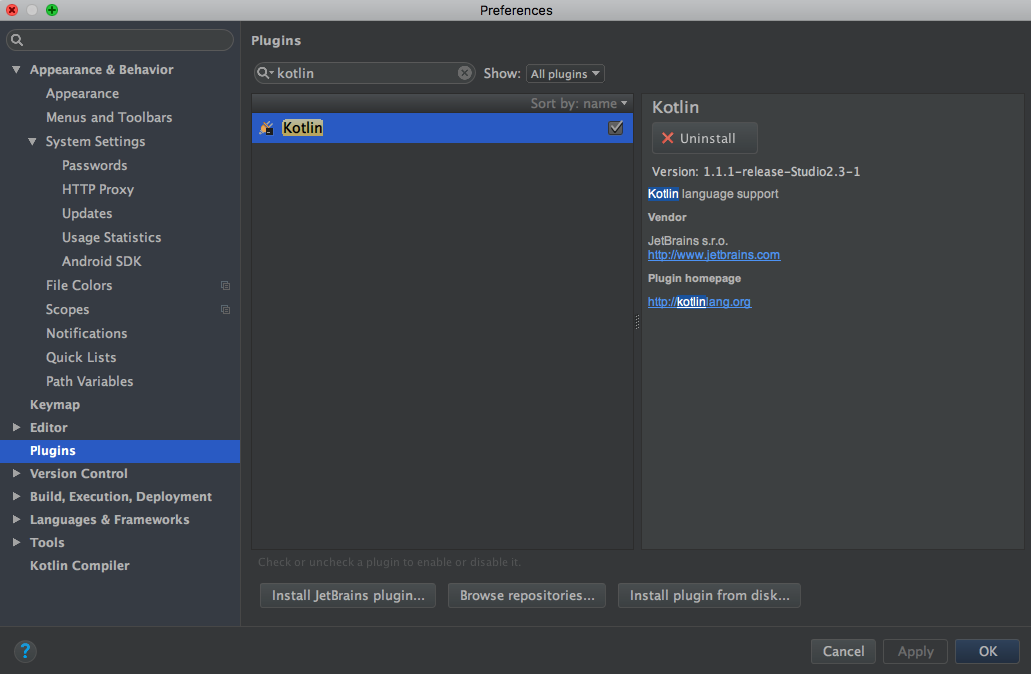 Preferences
Plugins
kotlin
Show: All plugins
Appearance & Behavior
Appearance
Menus and Toolbars
System Settings
Passwords
HTTP Proxy
Updates
Usage Statistics
Android SDK
File Colors
Scopes
Notifications
Quick Lists
Path Variables
Keymap
Editor
Plugins
Version Control
Build, Execution, Deployment
Languages & Frameworks
Tools
Kotlin Compiler
Sort by: name
Kotlin
Kotlin
Uninstall
Version: 1.1.1-release-Studio2.3-1
Kotlin language support
Vendor
JetBrains s.r.o.
http://www.jetbrains.com
Plugin homepage
http://kotlinlang.org
Check or uncheck a plugin to enable or disable it.
Install JetBrains plugin... Browse repositories... Install plugin from disk...
? Cancel Apply OK